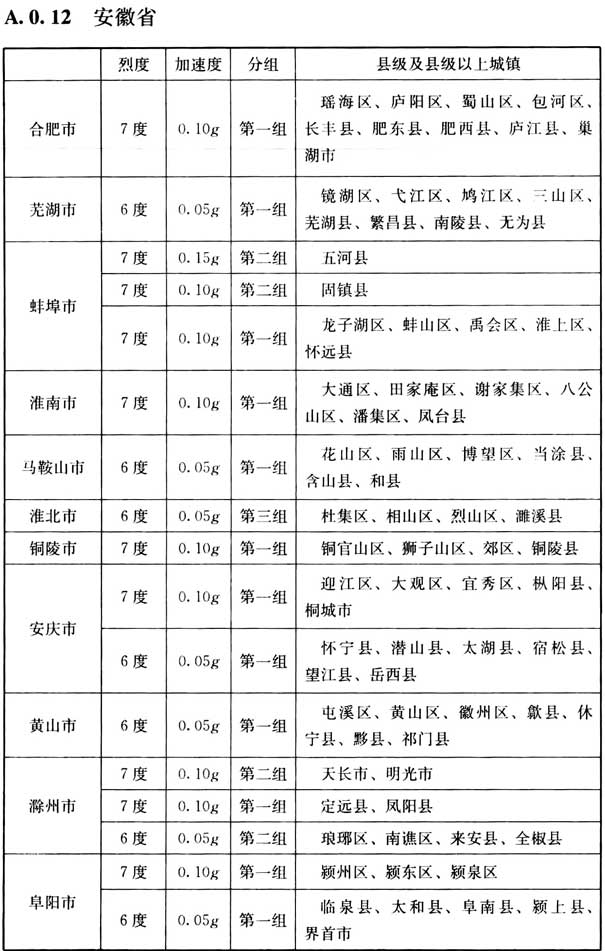 A.0.12 安徽省
烈度 加速度 分组 县级及县级以上城镇
合肥市 7度 0.10g 第一组 瑶海区、庐阳区、蜀山区、包河区、
长丰县、肥东县、肥西县、庐江县、巢
湖市
芜湖市 6度 0.05g 第一组 镜湖区、弋江区、鸠江区、三山区、
芜湖县、繁昌县、南陵县、无为县
蚌埠市 7度 0.15g 第二组 五河县
7度 0.10g 第二组 固镇县
7度 0.10g 第一组 龙子湖区、蚌山区、禹会区、淮上区、
怀远县
淮南市 7度 0.10g 第一组 大通区、田家庵区、谢家集区、八公
山区、潘集区、凤台县
马鞍山市 6度 0.05g 第一组 花山区、雨山区、博望区、当涂县、
含山县、和县
淮北市 6度 0.05g 第三组 杜集区、相山区、烈山区、濉溪县
铜陵市 7度 0.10g 第一组 铜官山区、狮子山区、郊区、铜陵县
安庆市 7度 0.10g 第一组 迎江区、大观区、宜秀区、枞阳县、
桐城市
6度 0.05g 第一组 怀宁县、潜山县、太湖县、宿松县、
望江县、岳西县
黄山市 6度 0.05g 第一组 屯溪区、黄山区、徽州区、歙县、休
宁县、黟县、祁门县
滁州市 7度 0.10g 第二组 天长市、明光市
7度 0.10g 第一组 定远县、凤阳县
6度 0.05g 第二组 琅琊区、南谯区、来安县、全椒县
阜阳市 7度 0.10g 第一组 颍州区、颍东区、颍泉区
6度 0.05g 第一组 临泉县、太和县、阜南县、颍上县、
界首市